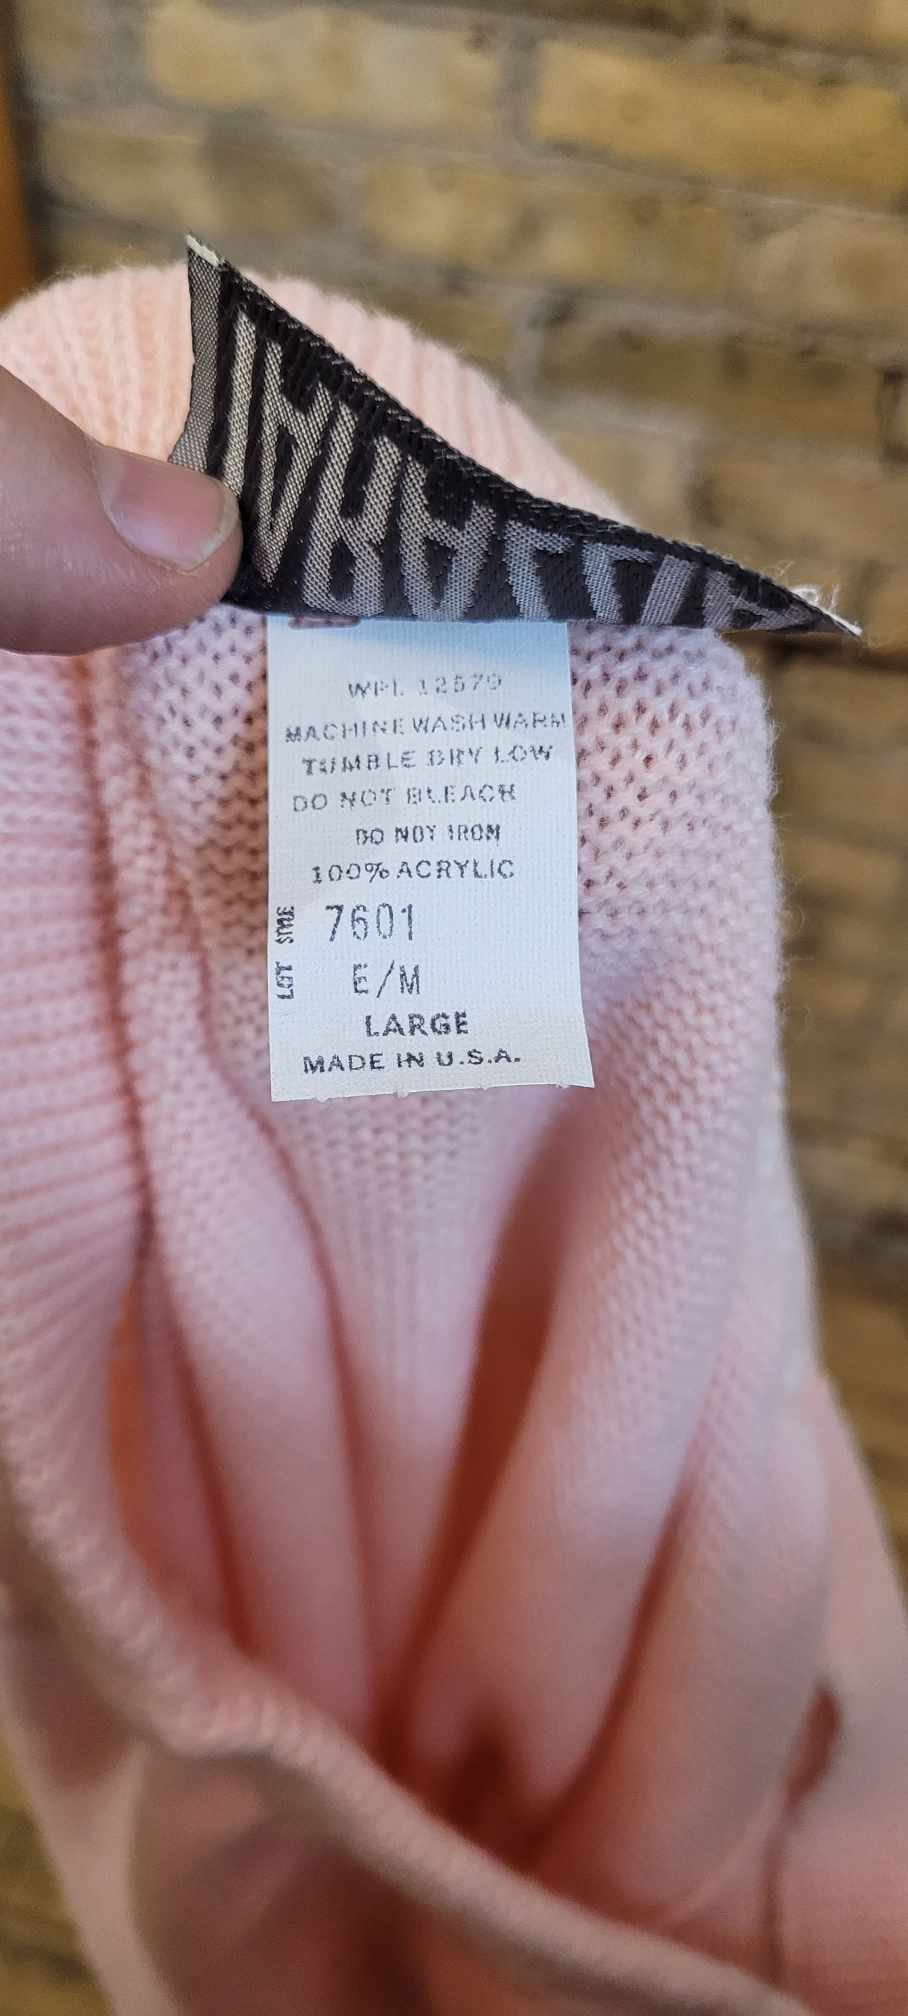 WPL 12579
MACHINE WASH WARM
TUMBLE DRY LOW
DO NOT BLEACH
DO NOT IRON
100% ACRYLIC
STYLE 7601
LOT E/M
LARGE
MADE IN U.S.A.